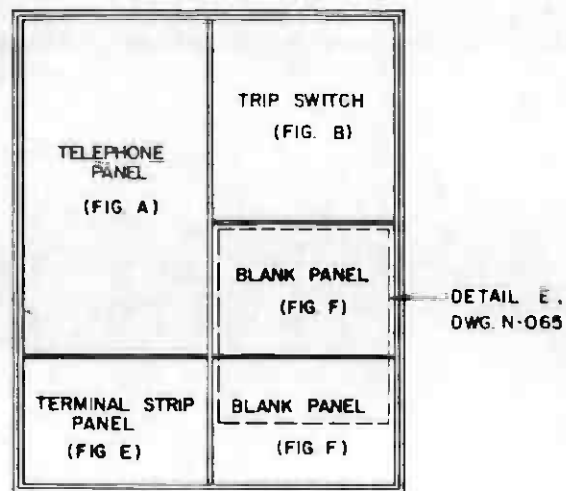 TELEPHONE
PANEL
(FIG A)
TRIP SWITCH
(FIG. B)
BLANK PANEL
(FIG F)
DETAIL E,
DWG. N-065
TERMINAL STRIP
PANEL
(FIG E)
BLANK PANEL
(FIG F)